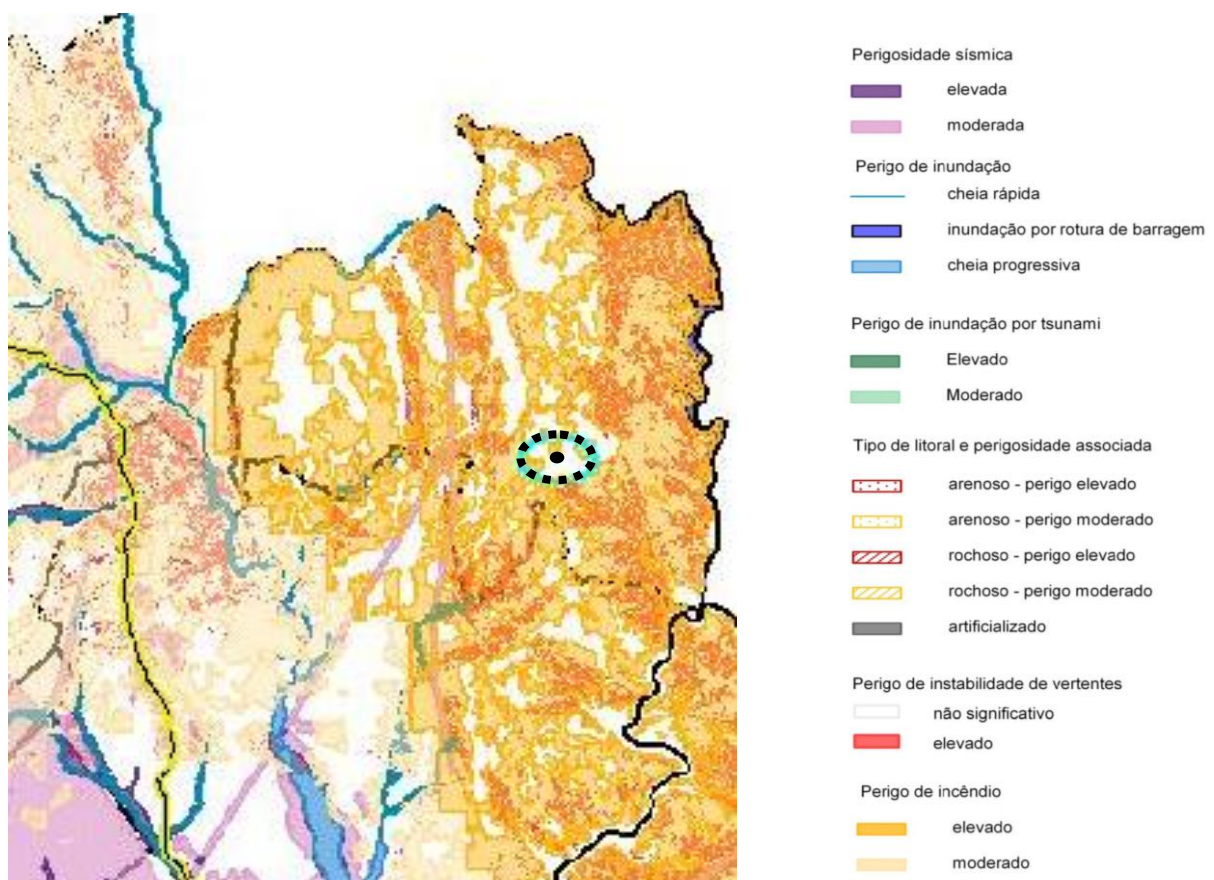 Perigosidade sísmica
elevada
moderada
Perigo de inundação
cheia rápida
inundação por rotura de barragem
cheia progressiva
Perigo de inundação por tsunami
Elevado
Moderado
Tipo de litoral e perigosidade associada
arenoso - perigo elevado
arenoso - perigo moderado
rochoso - perigo elevado
rochoso - perigo moderado
artificializado
Perigo de instabilidade de vertentes
não significativo
elevado
Perigo de incêndio
elevado
moderado